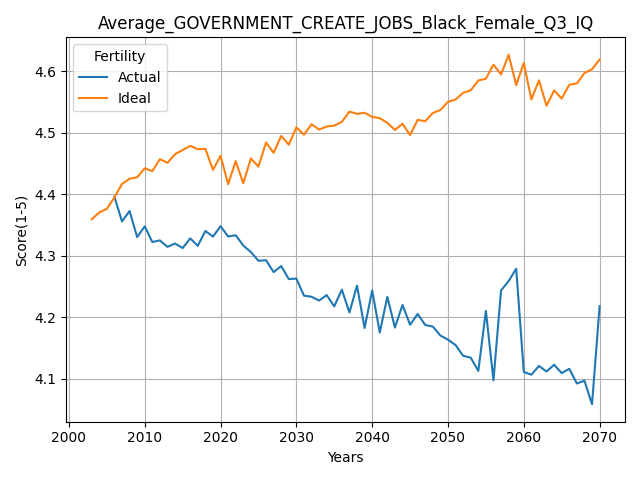 Average_GOVERNMENT_CREATE_JOBS_Black_Female_Q3_IQ
Fertility
Actual
Ideal
Score(1-5)
4.6
4.5
4.4
4.3
4.2
4.1
2000 2010 2020 2030 2040 2050 2060 2070
Years